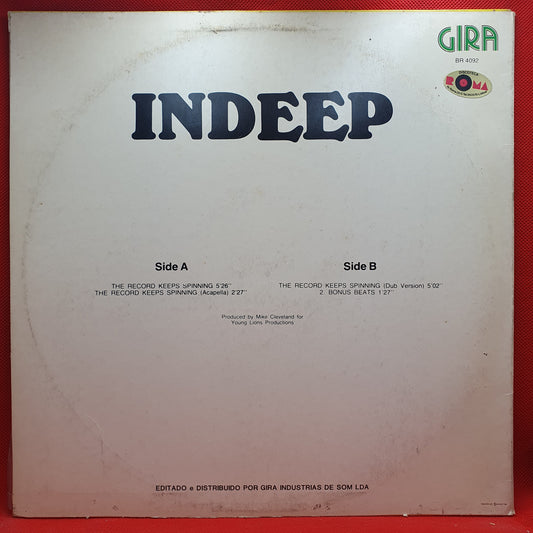 GIRA
BR 4092
DISCOTECA
ROMA
INDEEP
Side A
THE RECORD KEEPS SPINNING 5'26"
THE RECORD KEEPS SPINNING (Acapella) 2'27"
Side B
THE RECORD KEEPS SPINNING (Dub Version) 5'02"
2. BONUS BEATS 1'27"
Produced by Mike Cleveland for
Young Lions Productions
EDITADO e DISTRIBUIDO POR GIRA INDUSTRIAS DE SOM LDA